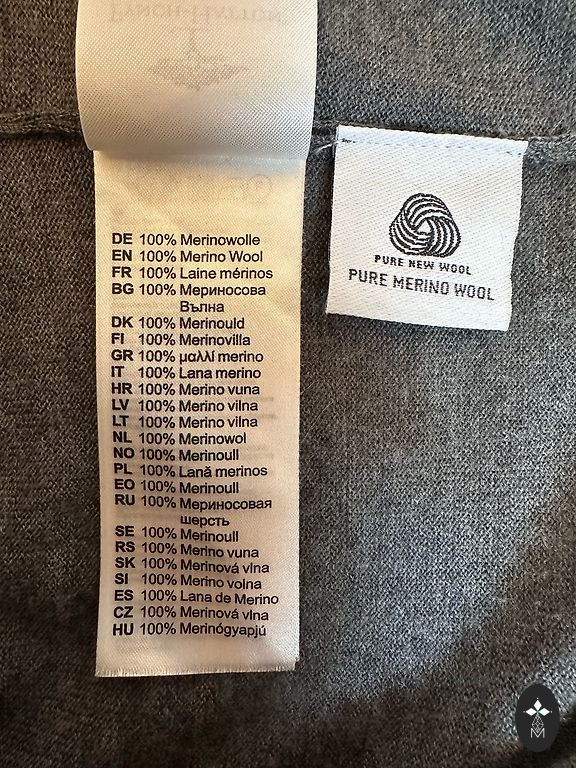 FYNCH-HATTON
®
DE 100% Merinowolle
EN 100% Merino Wool
FR 100% Laine mérinos
BG 100% Мериносова
Вълна
DK 100% Merinould
FI 100% Merinovilla
GR 100% μαλλί merino
IT 100% Lana merino
HR 100% Merino vuna
LV 100% Merino vilna
LT 100% Merino vilna
NL 100% Merinowol
NO 100% Merinoull
PL 100% Lană merinos
EO 100% Merinoull
RU 100% Мериносовая
шерсть
SE 100% Merinoull
RS 100% Merino vuna
SK 100% Merinová vlna
SI 100% Merino volna
ES 100% Lana de Merino
CZ 100% Merinová vlna
HU 100% Merinógyapjú
PURE NEW WOOL
PURE MERINO WOOL
M